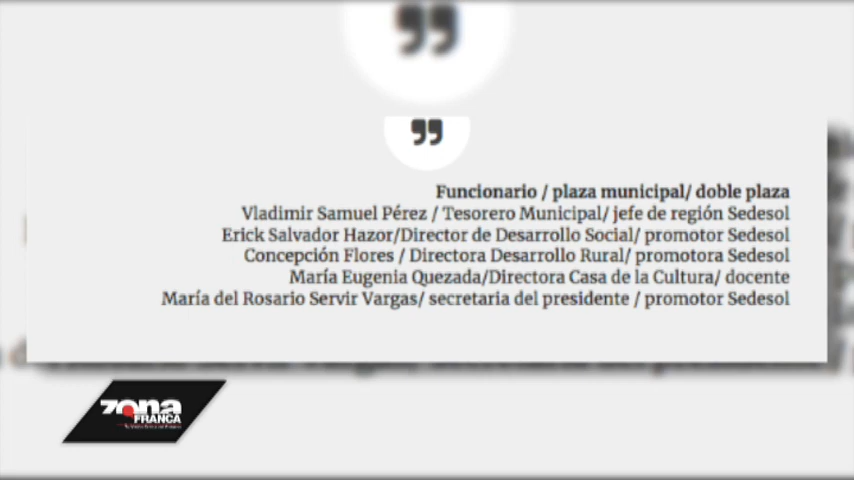 ”
”
Funcionario / plaza municipal/ doble plaza
Vladimir Samuel Pérez / Tesorero Municipal/ jefe de región Sedesol
Erick Salvador Hazor/Director de Desarrollo Social/ promotor Sedesol
Concepción Flores / Directora Desarrollo Rural/ promotora Sedesol
María Eugenia Quezada/Directora Casa de la Cultura/ docente
María del Rosario Servir Vargas/ secretaria del presidente / promotor Sedesol
zona
FRANCA